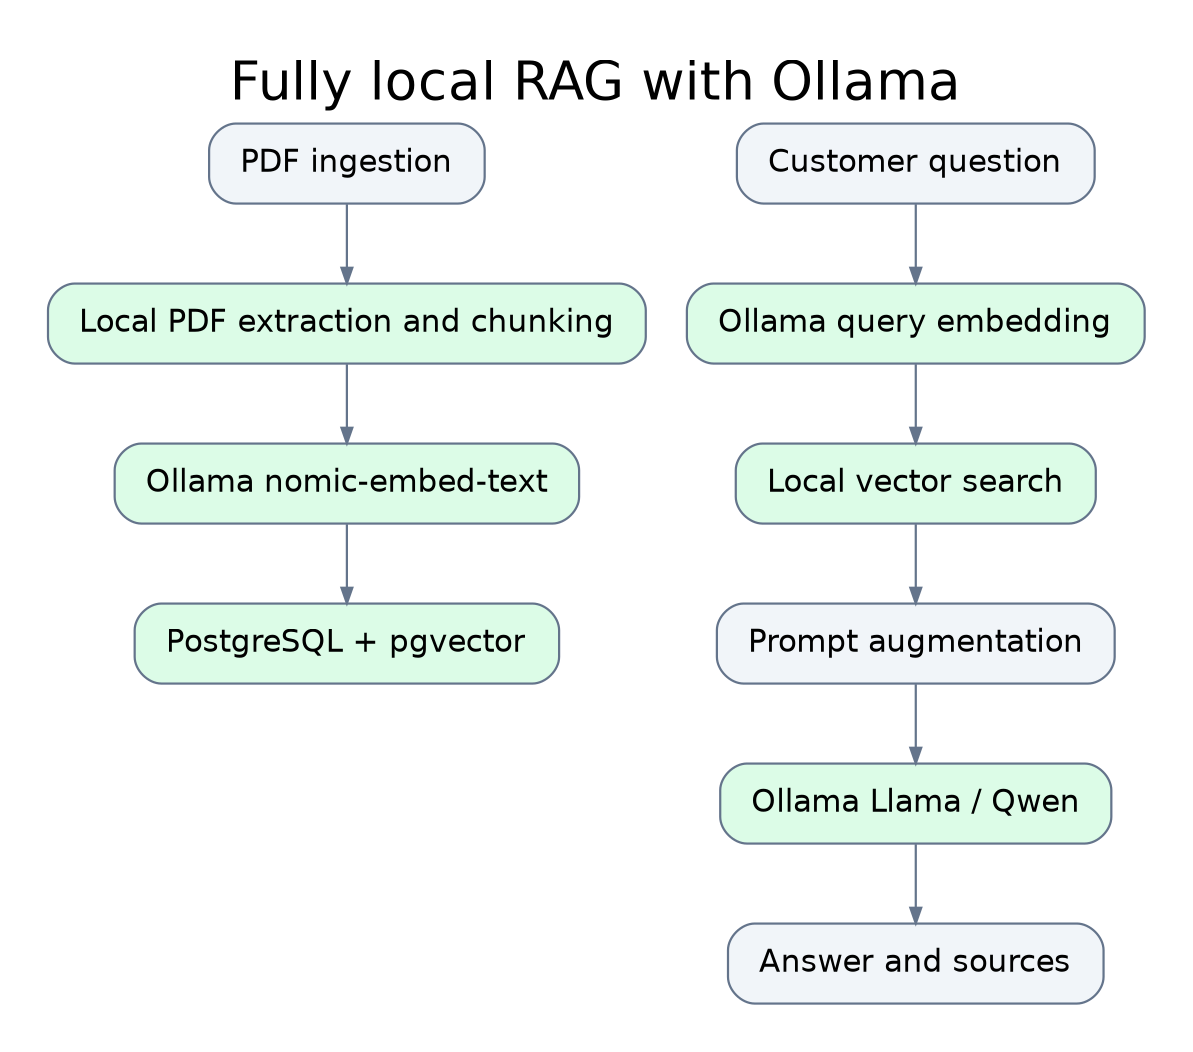 Fully local RAG with Ollama
PDF ingestion
Local PDF extraction and chunking
Ollama nomic-embed-text
PostgreSQL + pgvector
Customer question
Ollama query embedding
Local vector search
Prompt augmentation
Ollama Llama / Qwen
Answer and sources